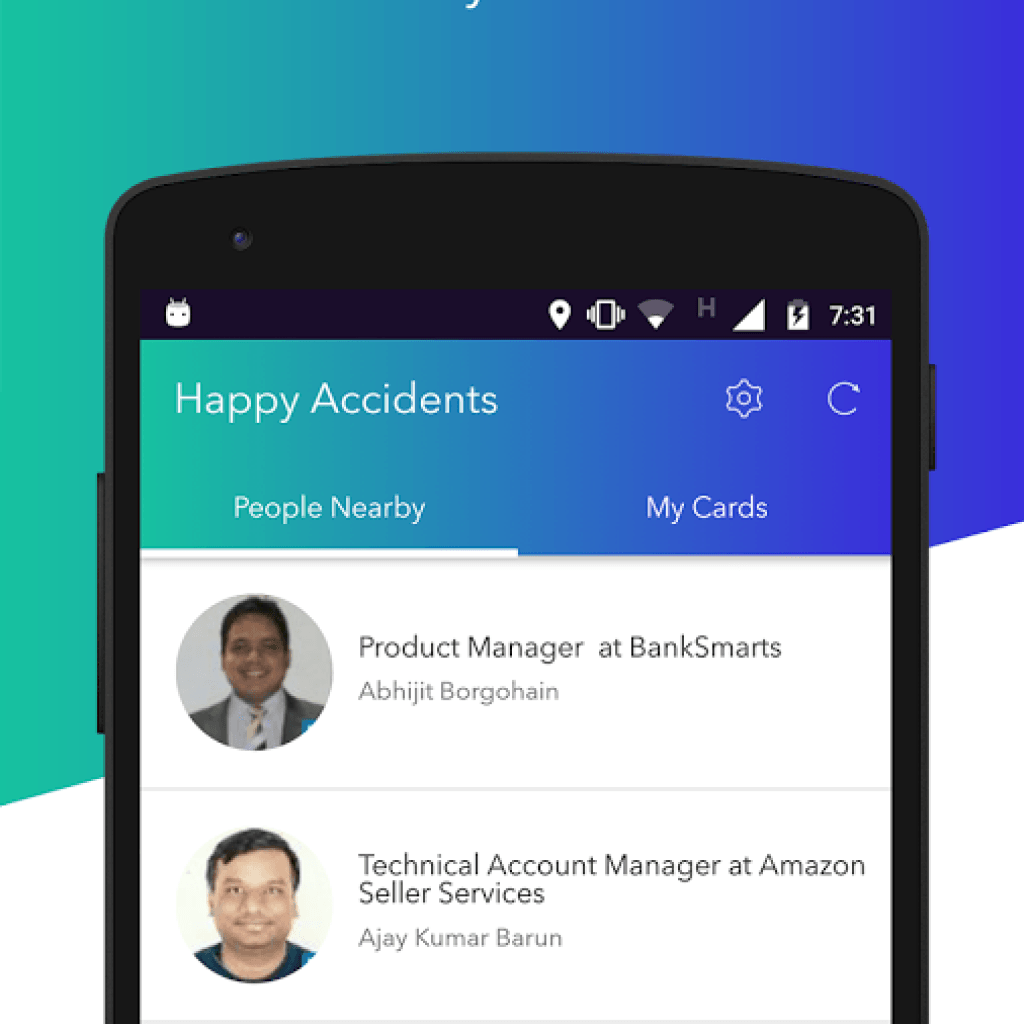 H 7:31
Happy Accidents
People Nearby My Cards
Product Manager at BankSmarts
Abhijit Borgohain
Technical Account Manager at Amazon
Seller Services
Ajay Kumar Barun